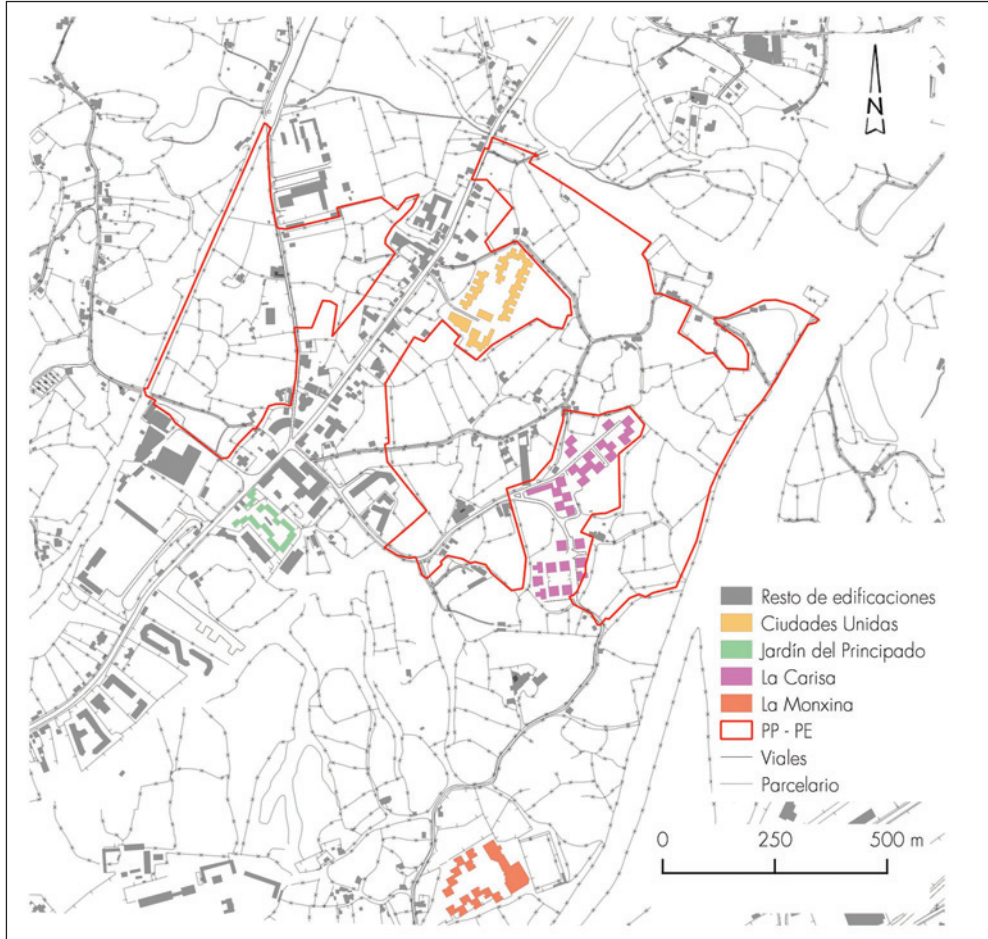 N
Resto de edificaciones
Ciudades Unidas
Jardín del Principado
La Carisa
La Monxina
PP - PE
Viales
Parcelario
0 250 500 m